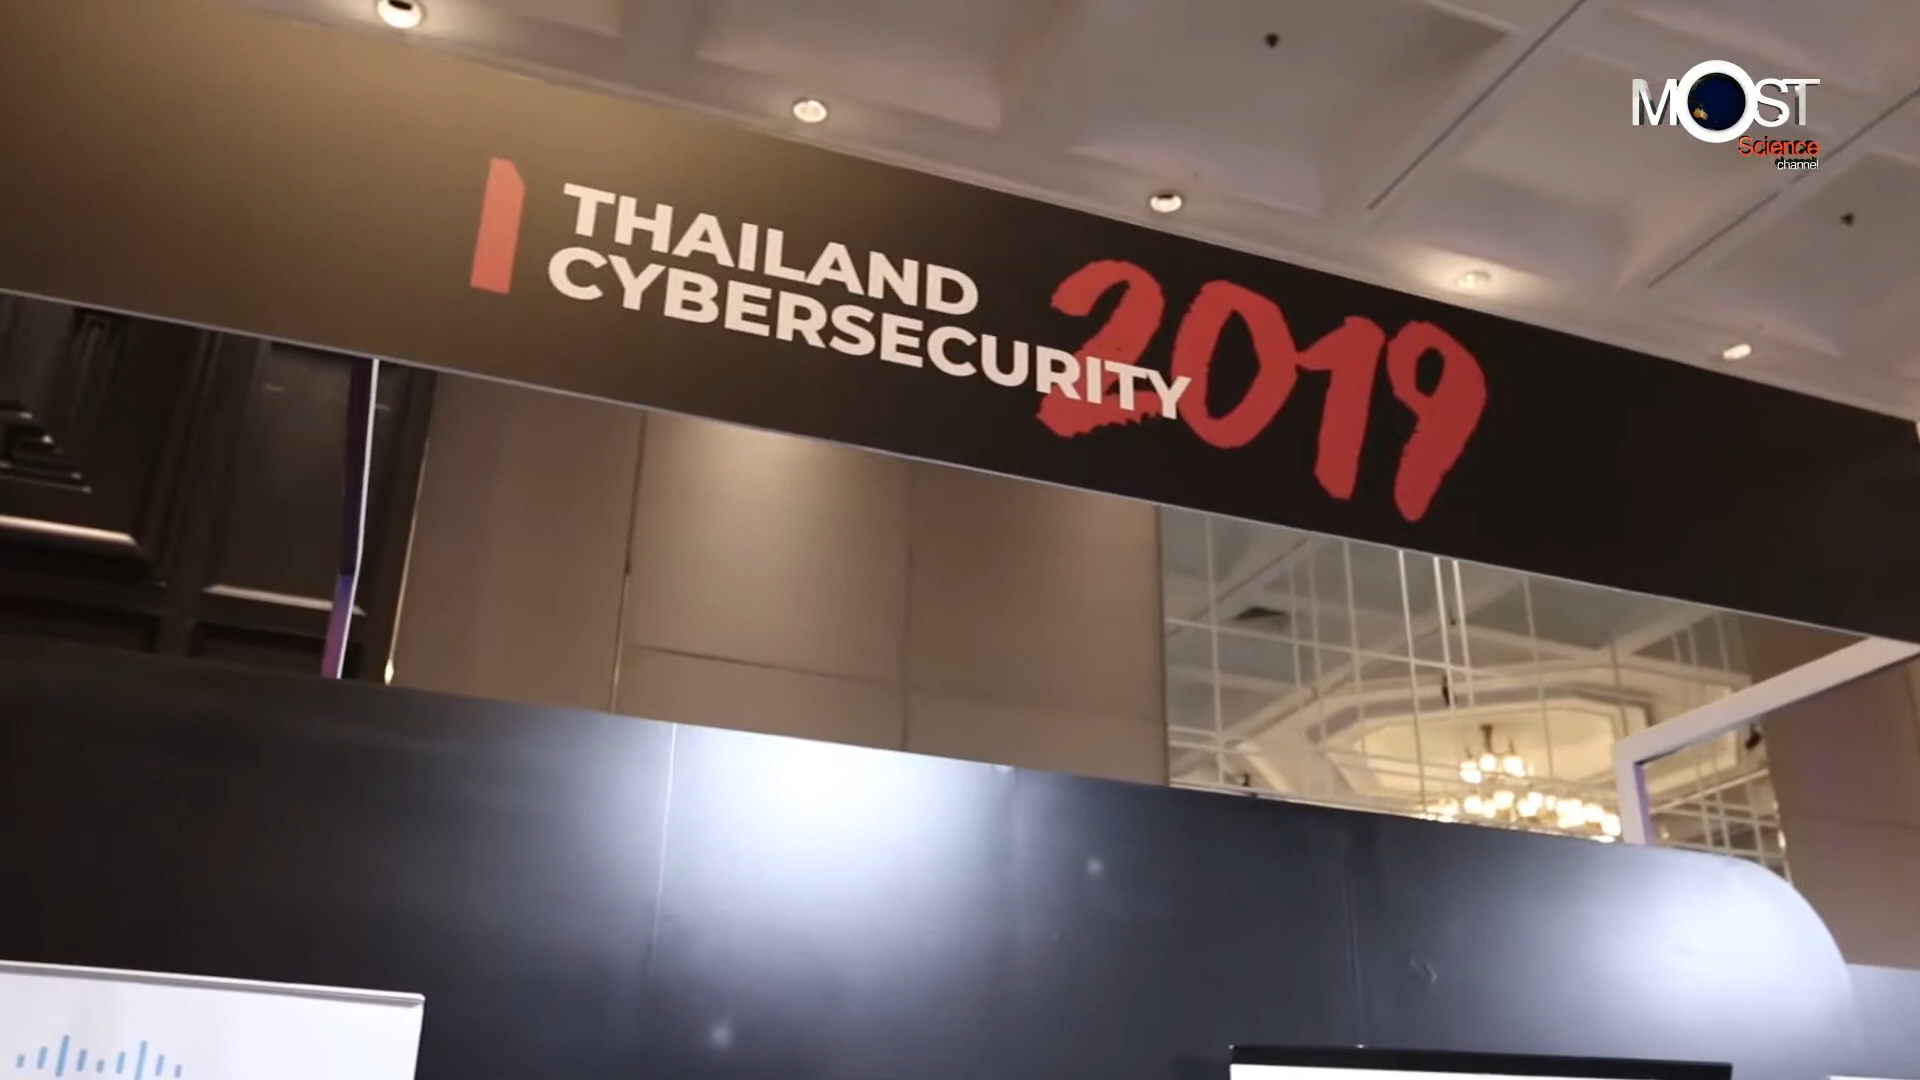 THAILAND
CYBERSECURITY
2019
MOST
Science
channel